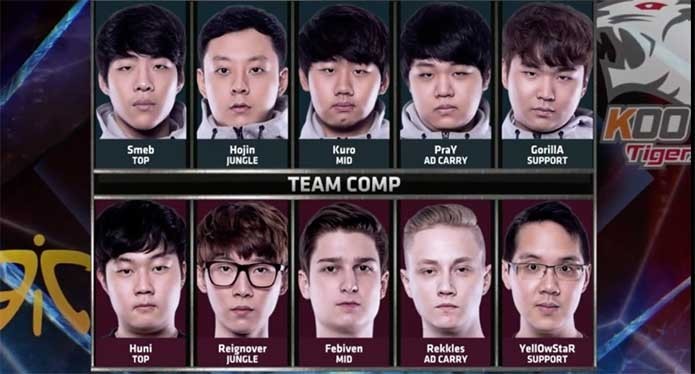 KOO
Tigers
Smeb
TOP
Hojin
JUNGLE
Kuro
MID
PraY
AD CARRY
GorillA
SUPPORT
TEAM COMP
Huni
TOP
Reignover
JUNGLE
Febiven
MID
Rekkles
AD CARRY
YellOwStaR
SUPPORT